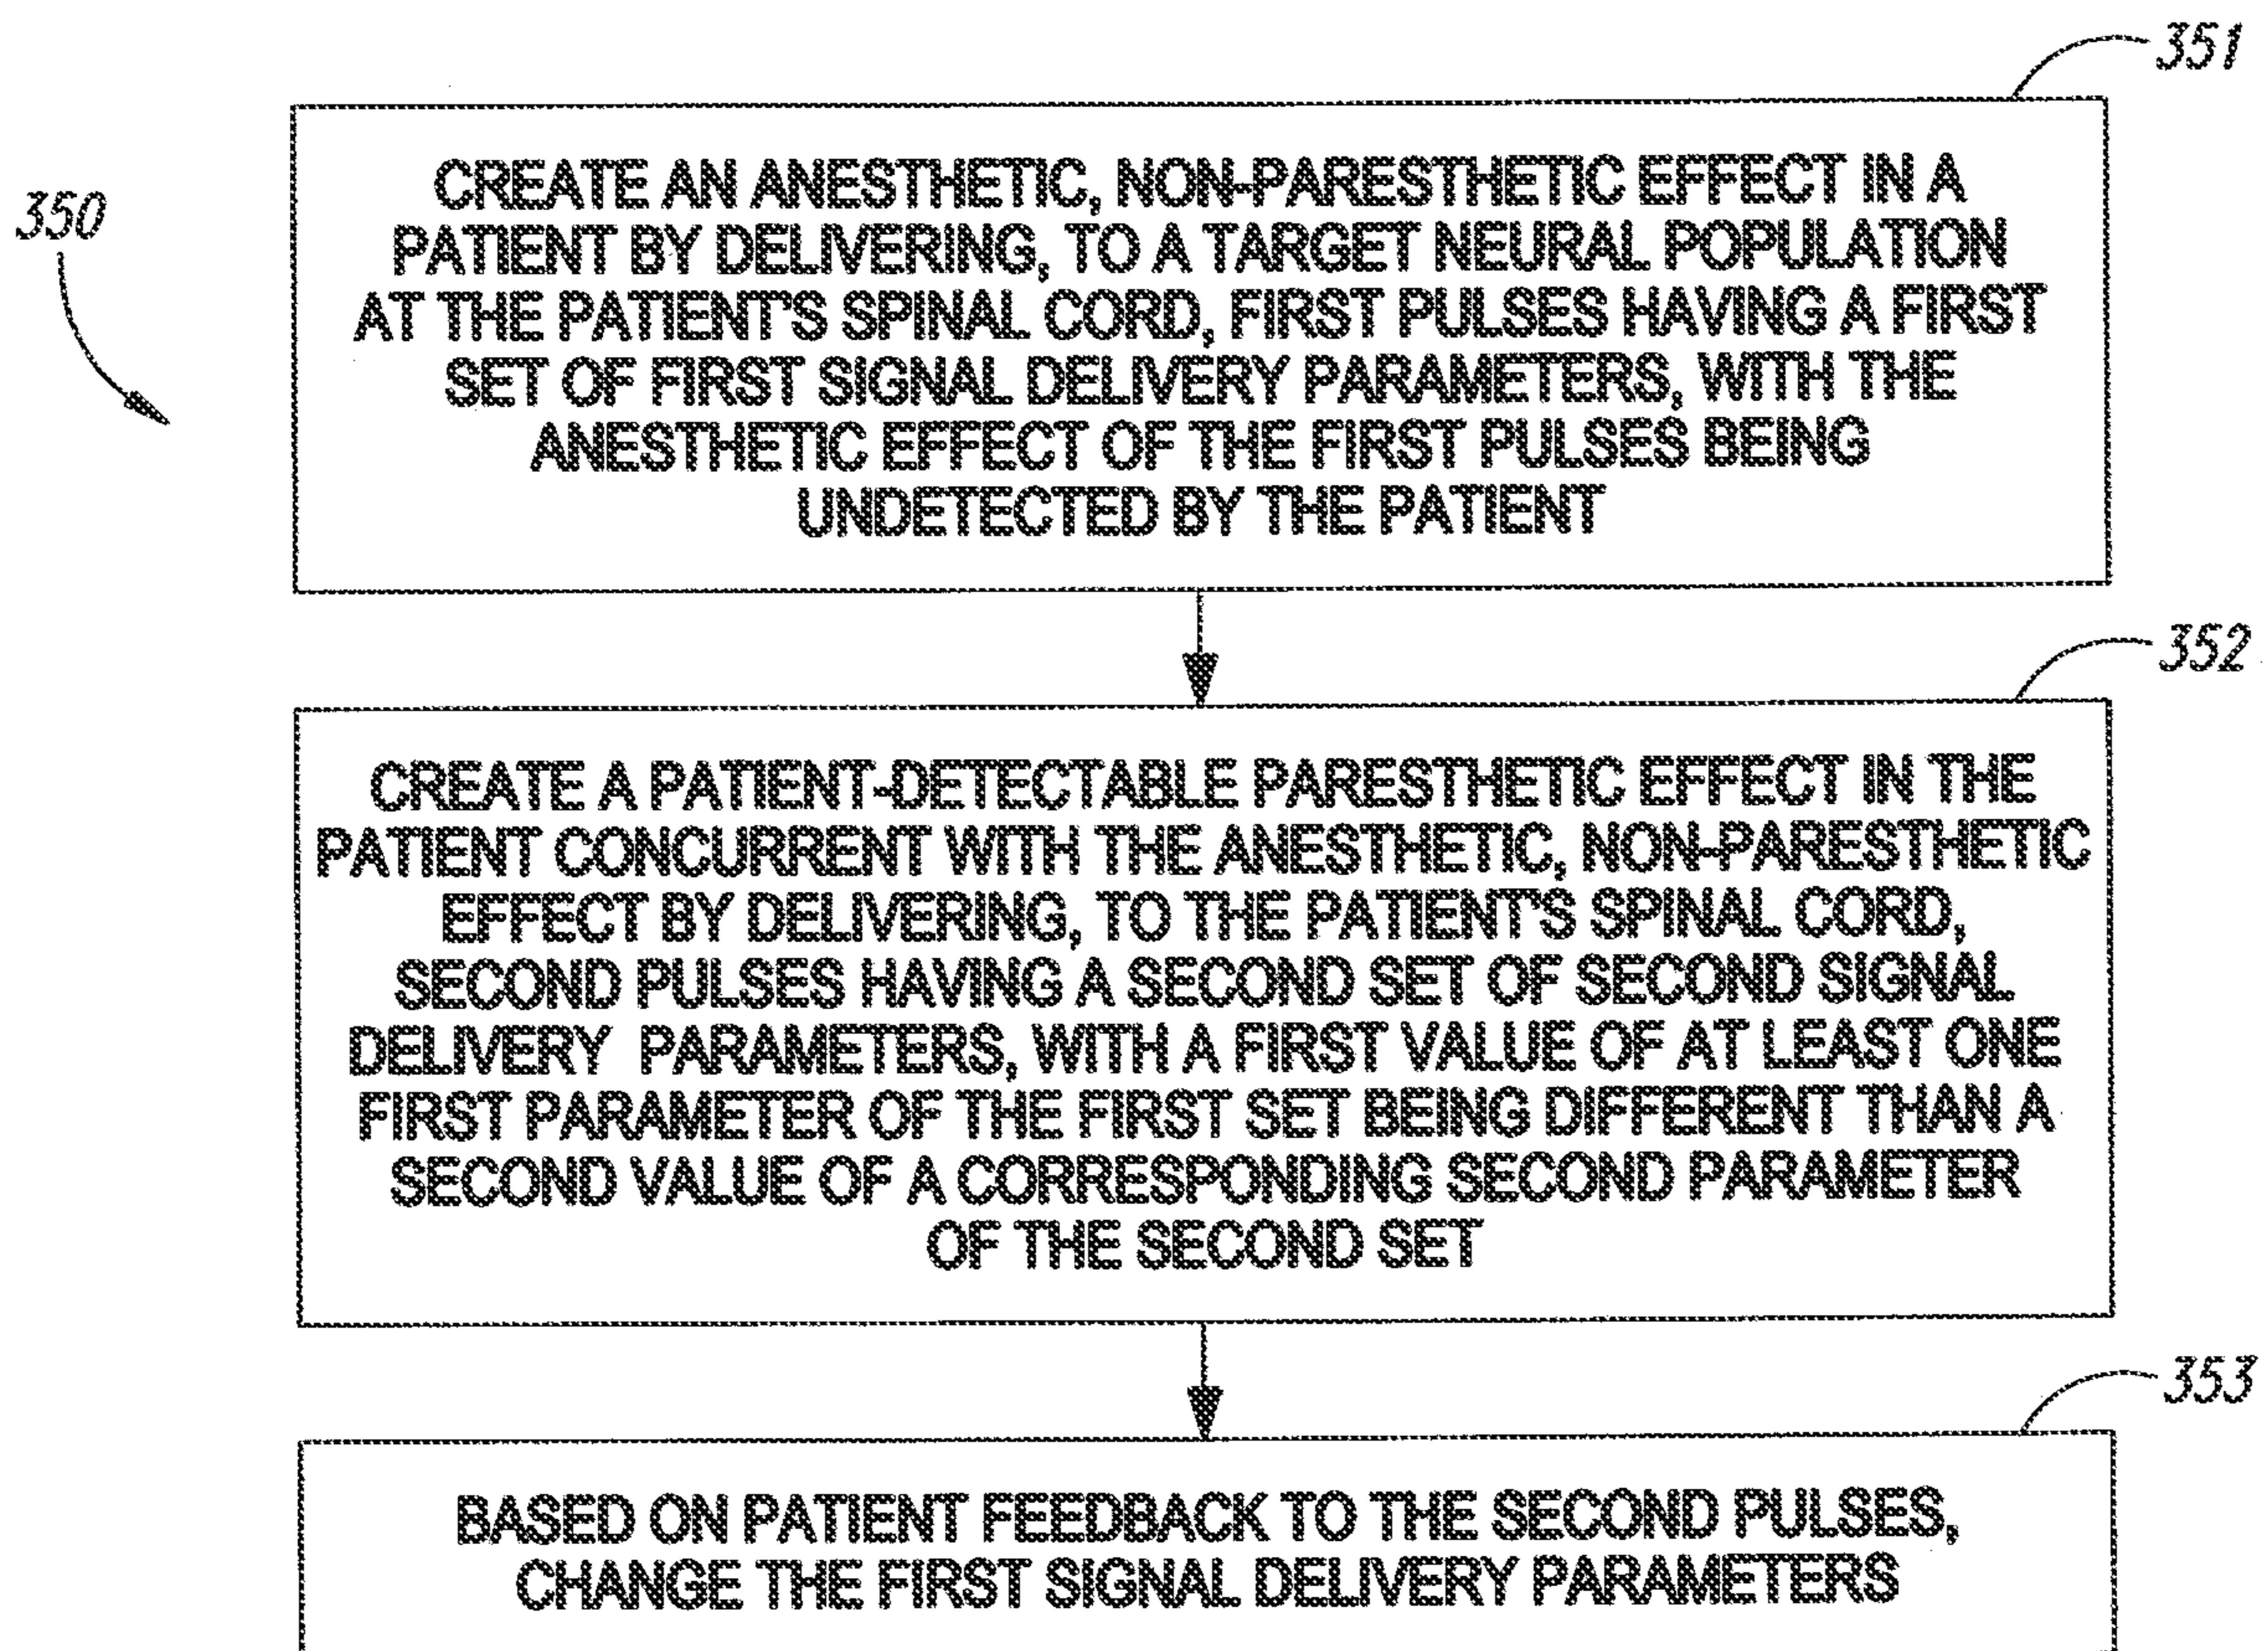 351
350
CREATE AN ANESTHETIC, NON-PARESTHETIC EFFECT IN A
PATIENT BY DELIVERING, TO A TARGET NEURAL POPULATION
AT THE PATIENT'S SPINAL CORD, FIRST PULSES HAVING A FIRST
SET OF FIRST SIGNAL DELIVERY PARAMETERS, WITH THE
ANESTHETIC EFFECT OF THE FIRST PULSES BEING
UNDETECTED BY THE PATIENT
352
CREATE A PATIENT-DETECTABLE PARESTHETIC EFFECT IN THE
PATIENT CONCURRENT WITH THE ANESTHETIC, NON-PARESTHETIC
EFFECT BY DELIVERING, TO THE PATIENT'S SPINAL CORD,
SECOND PULSES HAVING A SECOND SET OF SECOND SIGNAL
DELIVERY PARAMETERS, WITH A FIRST VALUE OF AT LEAST ONE
FIRST PARAMETER OF THE FIRST SET BEING DIFFERENT THAN A
SECOND VALUE OF A CORRESPONDING SECOND PARAMETER
OF THE SECOND SET
353
BASED ON PATIENT FEEDBACK TO THE SECOND PULSES,
CHANGE THE FIRST SIGNAL DELIVERY PARAMETERS